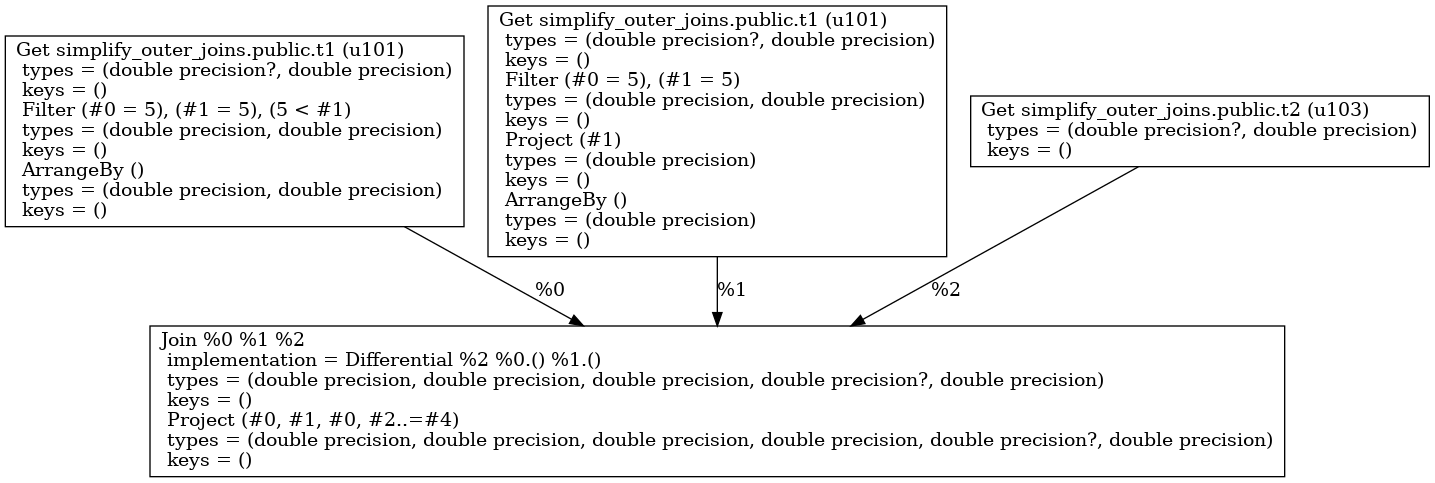 Get simplify_outer_joins.public.t1 (u101)
types = (double precision?, double precision)
keys = ()
Filter (#0 = 5), (#1 = 5), (5 < #1)
types = (double precision, double precision)
keys = ()
ArrangeBy ()
types = (double precision, double precision)
keys = ()
Get simplify_outer_joins.public.t1 (u101)
types = (double precision?, double precision)
keys = ()
Filter (#0 = 5), (#1 = 5)
types = (double precision, double precision)
keys = ()
Project (#1)
types = (double precision)
keys = ()
ArrangeBy ()
types = (double precision)
keys = ()
Get simplify_outer_joins.public.t2 (u103)
types = (double precision?, double precision)
keys = ()
%0
%1
%2
Join %0 %1 %2
implementation = Differential %2 %0.() %1.()
types = (double precision, double precision, double precision, double precision?, double precision)
keys = ()
Project (#0, #1, #0, #2..=#4)
types = (double precision, double precision, double precision, double precision, double precision?, double precision)
keys = ()